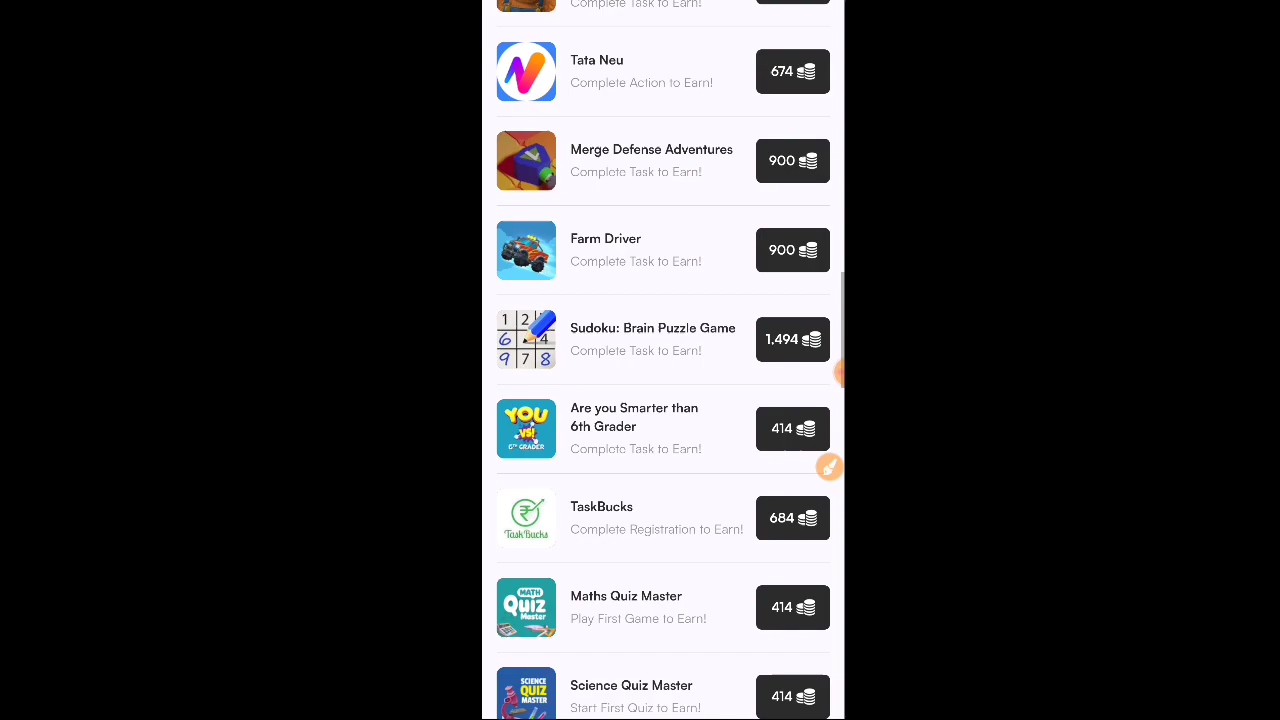 Complete Task to Earn!
Tata Neu
Complete Action to Earn!
674
Merge Defense Adventures
Complete Task to Earn!
900
Farm Driver
Complete Task to Earn!
900
1 2
6 4
9 7 8
Sudoku: Brain Puzzle Game
Complete Task to Earn!
1,494
YOU
VS!
6TH GRADER
Are you Smarter than
6th Grader
Complete Task to Earn!
414
TaskBucks
TaskBucks
Complete Registration to Earn!
684
MATH
Quiz
Master
Maths Quiz Master
Play First Game to Earn!
414
SCIENCE
QUIZ
MASTER
Science Quiz Master
Start First Quiz to Earn!
414